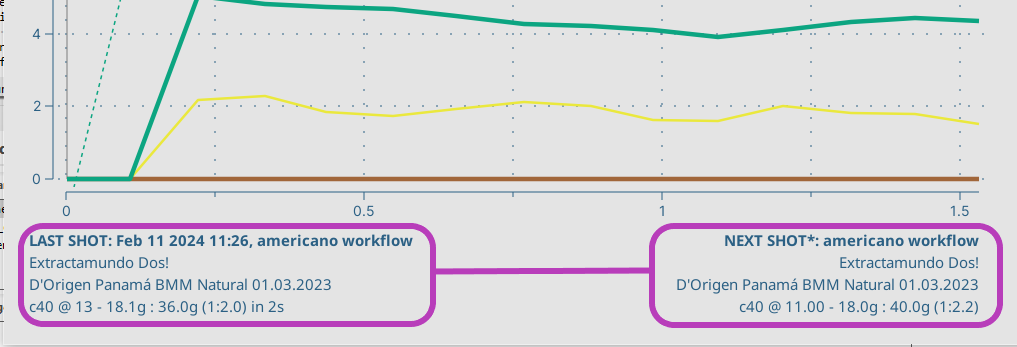 4
2
0
0
0.5
1
1.5
LAST SHOT: Feb 11 2024 11:26, americano workflow
Extractamundo Dos!
D'Origen Panamá BMM Natural 01.03.2023
c40 @ 13 - 18.1g : 36.0g (1:2.0) in 2s
NEXT SHOT*: americano workflow
Extractamundo Dos!
D'Origen Panamá BMM Natural 01.03.2023
c40 @ 11.00 - 18.0g : 40.0g (1:2.2)